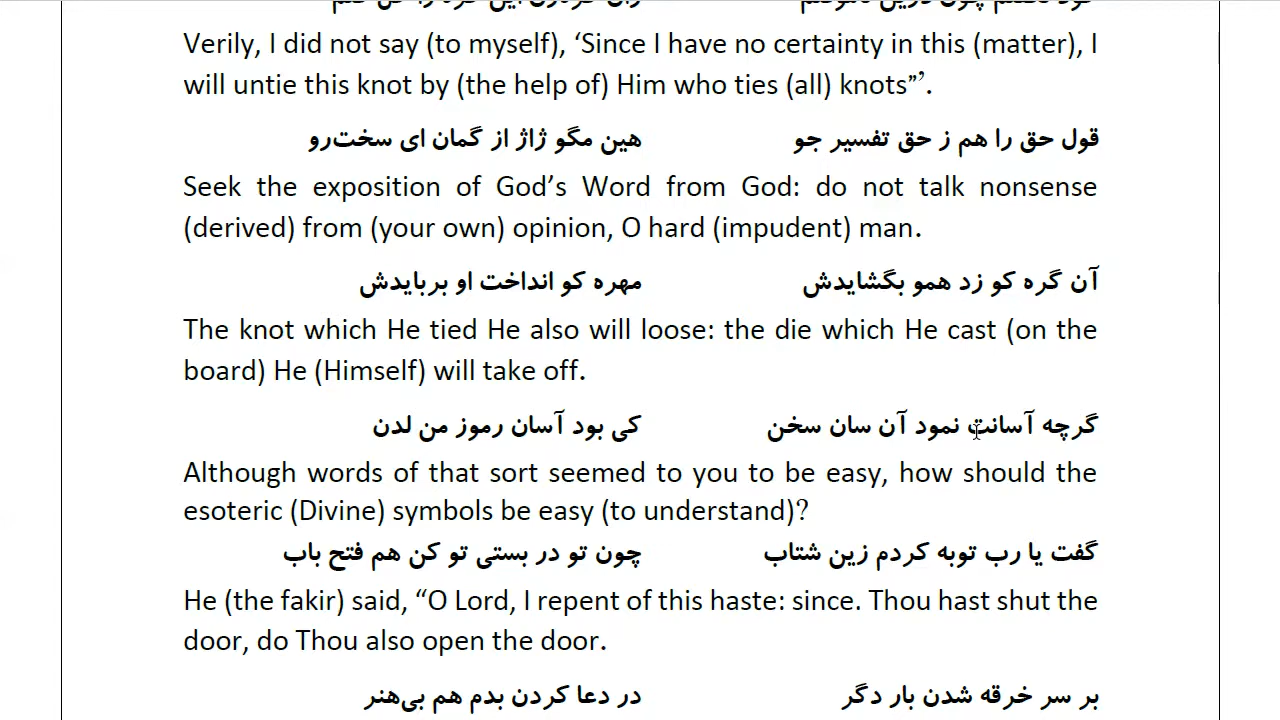 Verily, I did not say (to myself), ‘Since I have no certainty in this (matter), I
will untie this knot by (the help of) Him who ties (all) knots”’.
قول حق را هم ز حق تفسیر جو هین مگو ژاژ از گمان ای سخت‌رو
Seek the exposition of God’s Word from God: do not talk nonsense
(derived) from (your own) opinion, O hard (impudent) man.
آن گره کو زد همو بگشایدش مهره کو انداخت او بربایدش
The knot which He tied He also will loose: the die which He cast (on the
board) He (Himself) will take off.
گرچه آسانت نمود آن سان سخن کی بود آسان رموز من لدن
Although words of that sort seemed to you to be easy, how should the
esoteric (Divine) symbols be easy (to understand)?
گفت یا رب توبه کردم زین شتاب چون تو در بستی تو کن هم فتح باب
He (the fakir) said, “O Lord, I repent of this haste: since. Thou hast shut the
door, do Thou also open the door.
بر سر خرقه شدن بار دگر در دعا کردن بدم هم بی‌هنر